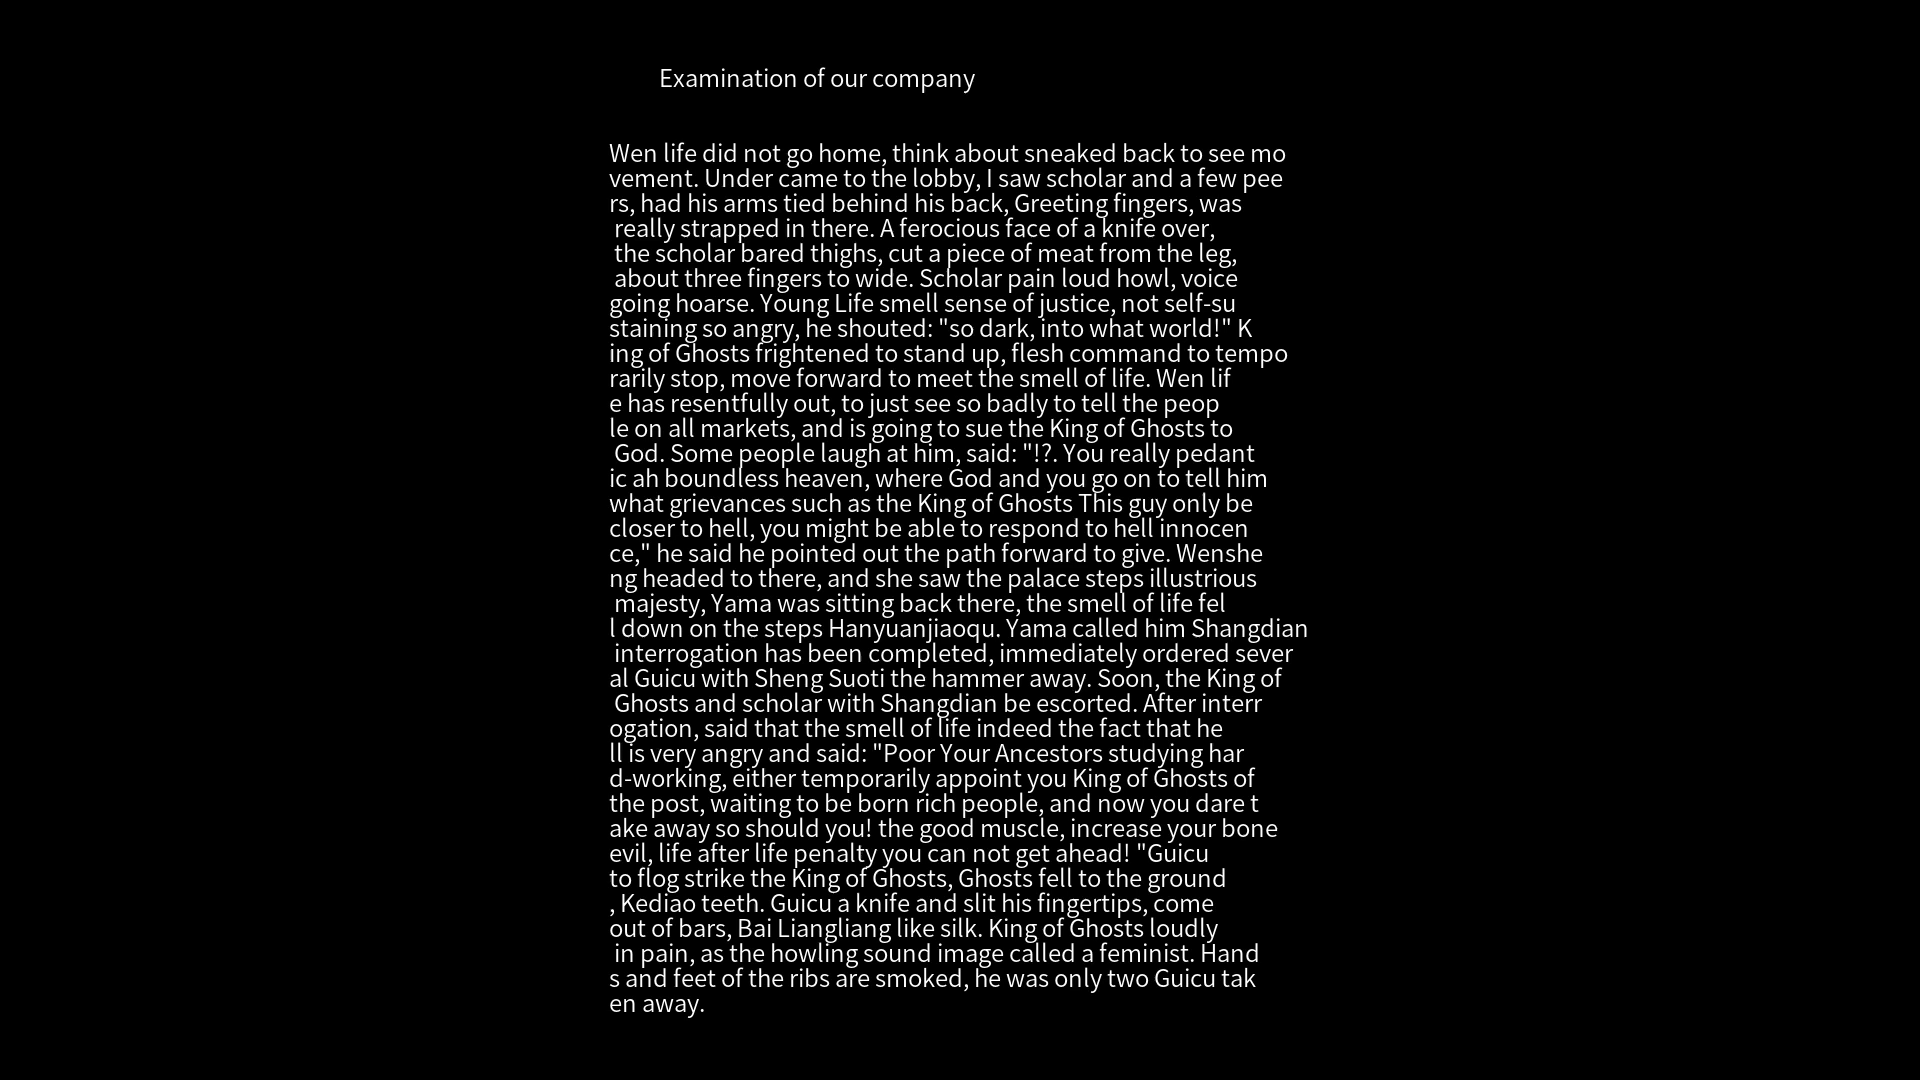 Examination of our company
Wen life did not go home, think about sneaked back to see mo
vement. Under came to the lobby, I saw scholar and a few pee
rs, had his arms tied behind his back, Greeting fingers, was
really strapped in there. A ferocious face of a knife over,
the scholar bared thighs, cut a piece of meat from the leg,
about three fingers to wide. Scholar pain loud howl, voice
going hoarse. Young Life smell sense of justice, not self-su
staining so angry, he shouted: "so dark, into what world!" K
ing of Ghosts frightened to stand up, flesh command to tempo
rarily stop, move forward to meet the smell of life. Wen lif
e has resentfully out, to just see so badly to tell the peop
le on all markets, and is going to sue the King of Ghosts to
God. Some people laugh at him, said: "!?. You really pedant
ic ah boundless heaven, where God and you go on to tell him
what grievances such as the King of Ghosts This guy only be
closer to hell, you might be able to respond to hell innocen
ce," he said he pointed out the path forward to give. Wenshe
ng headed to there, and she saw the palace steps illustrious
majesty, Yama was sitting back there, the smell of life fel
l down on the steps Hanyuanjiaoqu. Yama called him Shangdian
interrogation has been completed, immediately ordered sever
al Guicu with Sheng Suoti the hammer away. Soon, the King of
Ghosts and scholar with Shangdian be escorted. After interr
ogation, said that the smell of life indeed the fact that he
ll is very angry and said: "Poor Your Ancestors studying har
d-working, either temporarily appoint you King of Ghosts of
the post, waiting to be born rich people, and now you dare t
ake away so should you! the good muscle, increase your bone
evil, life after life penalty you can not get ahead! "Guicu
to flog strike the King of Ghosts, Ghosts fell to the ground
, Kediao teeth. Guicu a knife and slit his fingertips, come
out of bars, Bai Liangliang like silk. King of Ghosts loudly
in pain, as the howling sound image called a feminist. Hand
s and feet of the ribs are smoked, he was only two Guicu tak
en away.